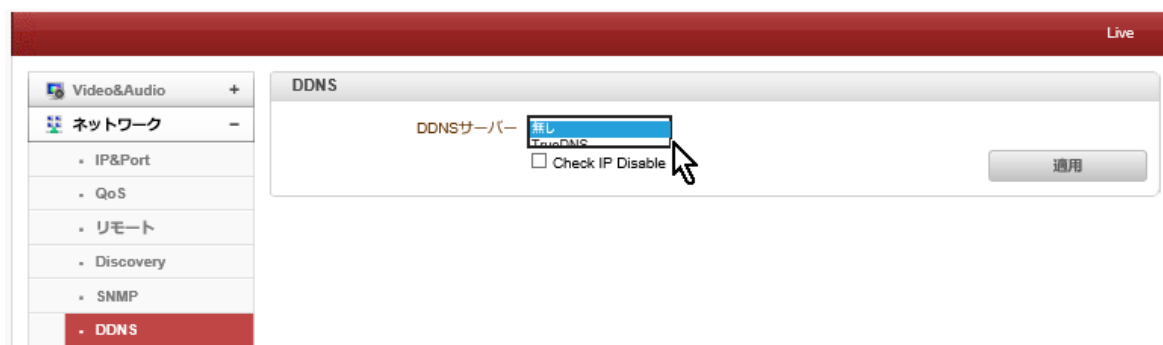 Live
Video&Audio +
ネットワーク -
IP&Port
QoS
リモート
Discovery
SNMP
DDNS
DDNS
DDNSサーバー 無し
TrueDNS
Check IP Disable
適用